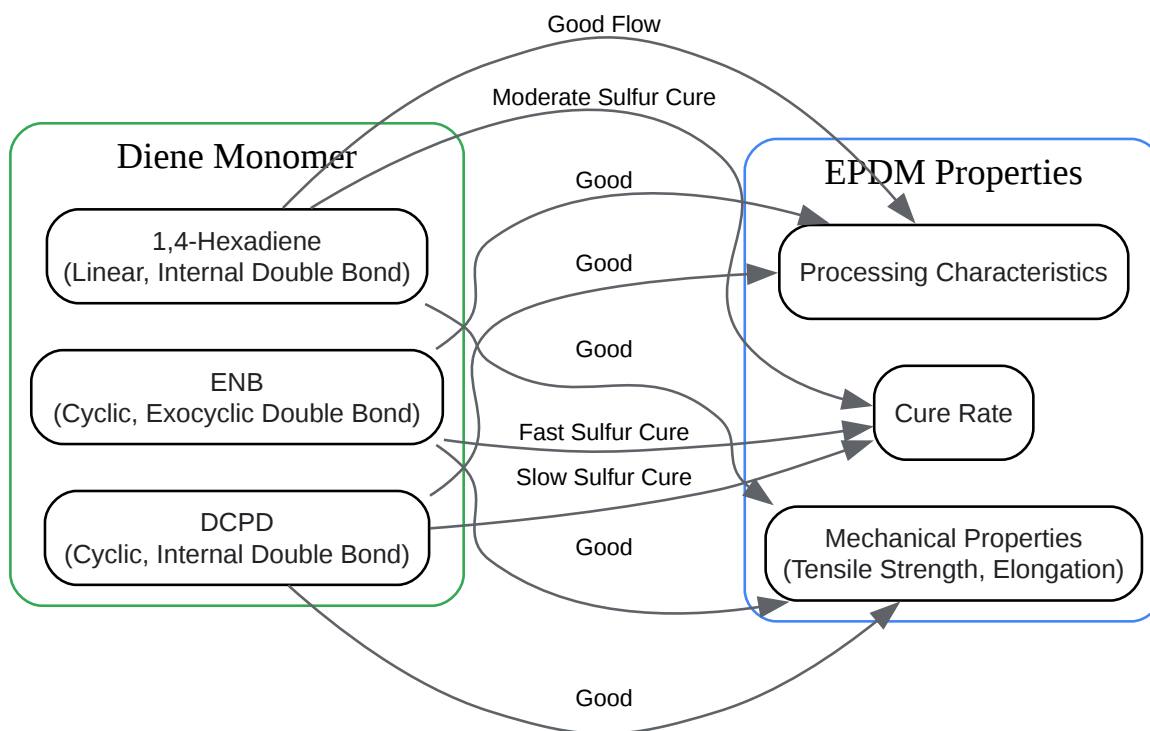 Good Flow
Moderate Sulfur Cure
Diene Monomer
EPDM Properties
Good
1,4-Hexadiene
(Linear, Internal Double Bond)
Good
Processing Characteristics
Good
ENB
(Cyclic, Exocyclic Double Bond)
Cure Rate
Fast Sulfur Cure
Slow Sulfur Cure
DCPD
(Cyclic, Internal Double Bond)
Good
Mechanical Properties
(Tensile Strength, Elongation)
Good